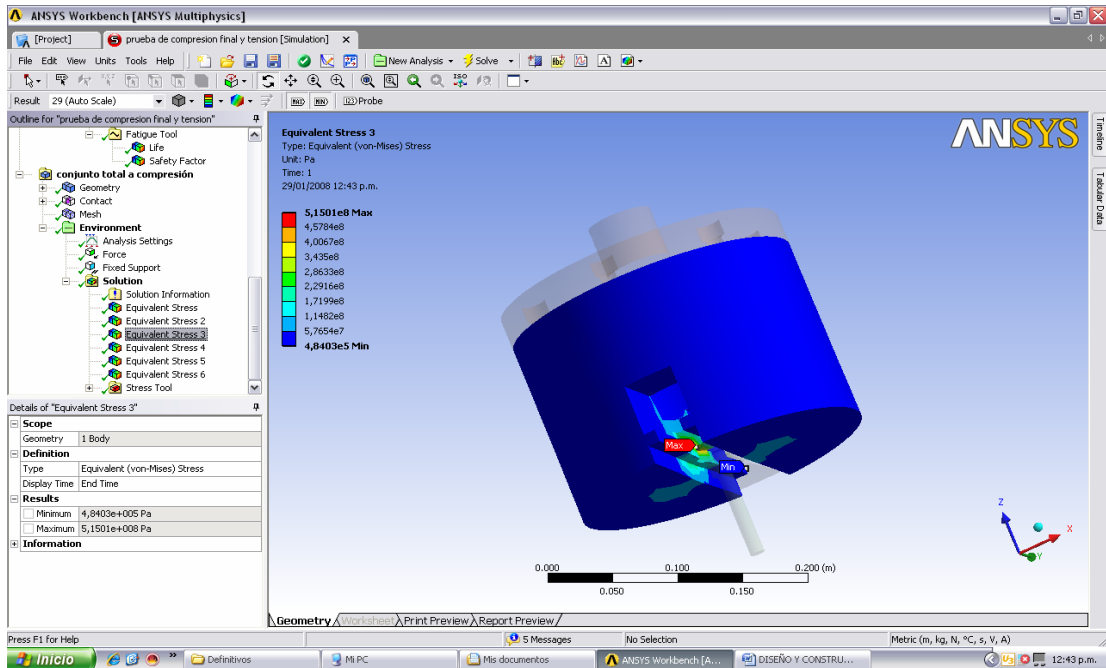 ANSYS Workbench [ANSYS Multiphysics]
[Project]
prueba de compresion final y tension [Simulation]
File Edit View Units Tools Help
New Analysis
Solve
Result 29 (Auto Scale)
MAX MIN
Probe
Outline for "prueba de compresion final y tension"
Fatigue Tool
Life
Safety Factor
conjunto total a compresión
Geometry
Contact
Mesh
Environment
Analysis Settings
Force
Fixed Support
Solution
Solution Information
Equivalent Stress
Equivalent Stress 2
Equivalent Stress 3
Equivalent Stress 4
Equivalent Stress 5
Equivalent Stress 6
Stress Tool
Details of "Equivalent Stress 3"
Scope
Geometry 1 Body
Definition
Type Equivalent (von-Mises) Stress
Display Time End Time
Results
Minimum 4,8403e+005 Pa
Maximum 5,1501e+008 Pa
Information
Equivalent Stress 3
Type: Equivalent (von-Mises) Stress
Unit: Pa
Time: 1
29/01/2008 12:43 p.m.
5,1501e8 Max
4,5784e8
4,0067e8
3,435e8
2,8633e8
2,2916e8
1,7199e8
1,1482e8
5,7654e7
4,8403e5 Min
ANSYS
Max
Min
Z
X
Y
0.000 0.100 0.200 (m)
0.050 0.150
Timeline
Tabular Data
Geometry Worksheet Print Preview Report Preview
Press F1 for Help
5 Messages
No Selection
Metric (m, kg, N, °C, s, V, A)
Inicio
Definitivos
Mi PC
Mis documentos
ANSYS Workbench [A...
DISEÑO Y CONSTRU...
12:43 p.m.